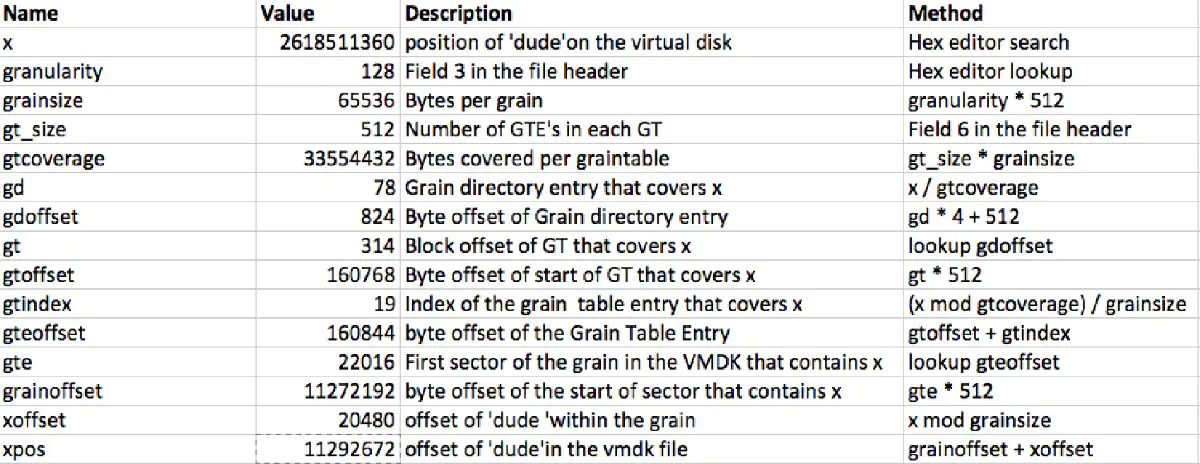 Name Value Description Method
x 2618511360 position of 'dude'on the virtual disk Hex editor search
granularity 128 Field 3 in the file header Hex editor lookup
grainsize 65536 Bytes per grain granularity * 512
gt_size 512 Number of GTE's in each GT Field 6 in the file header
gtcoverage 33554432 Bytes covered per graintable gt_size * grainsize
gd 78 Grain directory entry that covers x x / gtcoverage
gdoffset 824 Byte offset of Grain directory entry gd * 4 + 512
gt 314 Block offset of GT that covers x lookup gdoffset
gtoffset 160768 Byte offset of start of GT that covers x gt * 512
gtindex 19 Index of the grain table entry that covers x (x mod gtcoverage) / grainsize
gteoffset 160844 byte offset of the Grain Table Entry gtoffset + gtindex
gte 22016 First sector of the grain in the VMDK that contains x lookup gteoffset
grainoffset 11272192 byte offset of the start of sector that contains x gte * 512
xoffset 20480 offset of 'dude 'within the grain x mod grainsize
xpos 11292672 offset of 'dude'in the vmdk file grainoffset + xoffset